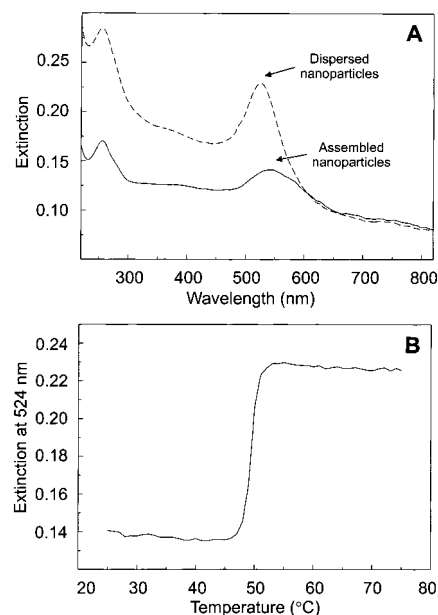 A
Dispersed
nanoparticles
Assembled
nanoparticles
Extinction
0.25
0.20
0.15
0.10
300 400 500 600 700 800
Wavelength (nm)
B
Extinction at 524 nm
0.24
0.22
0.20
0.18
0.16
0.14
20 30 40 50 60 70 80
Temperature (°C)